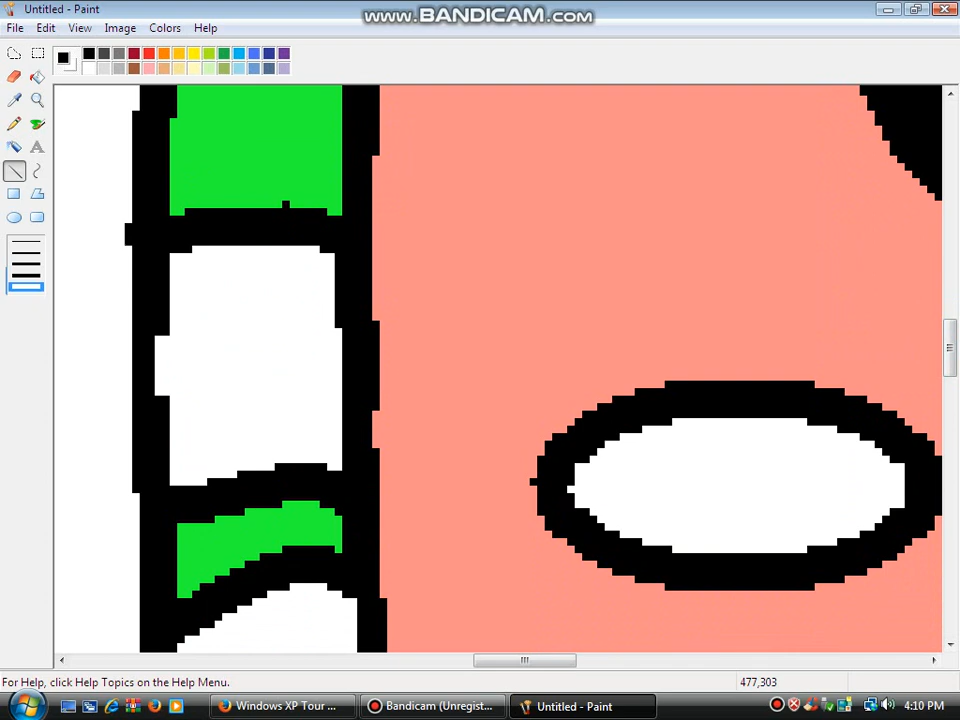 Untitled - Paint
WWW.BANDICAM.COM
File Edit View Image Colors Help
A
For Help, click Help Topics on the Help Menu.
477,303
Windows XP Tour ...
Bandicam (Unregist...
Untitled - Paint
4:10 PM